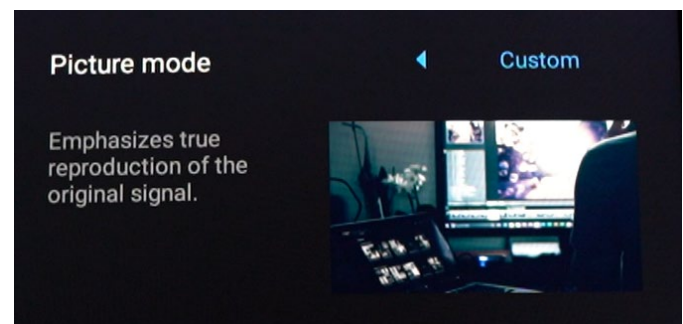 Picture mode
Custom
Emphasizes true
reproduction of the
original signal.